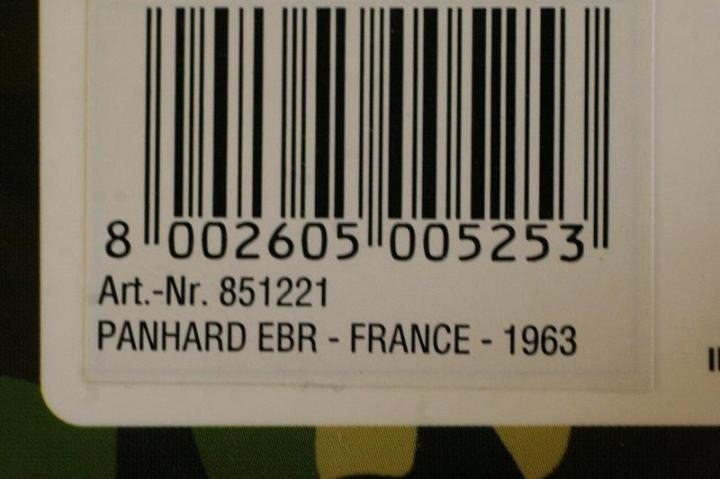 8 002605 005253
Art.-Nr. 851221
PANHARD EBR - FRANCE - 1963